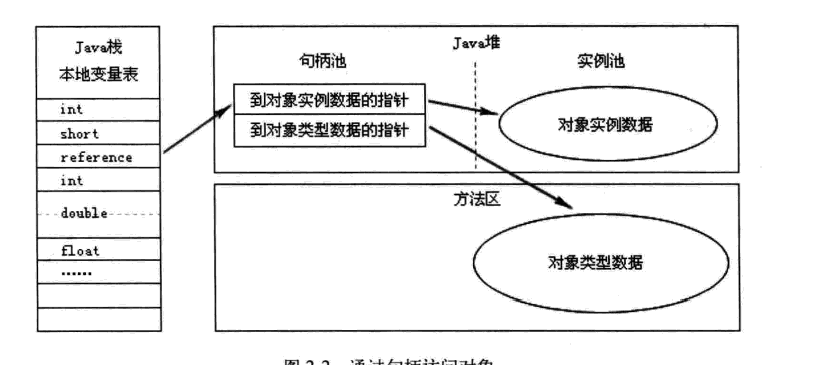 Java栈
本地变量表
int
short
reference
int
double
float
......
Java堆
句柄池
实例池
到对象实例数据的指针
到对象类型数据的指针
对象实例数据
方法区
对象类型数据